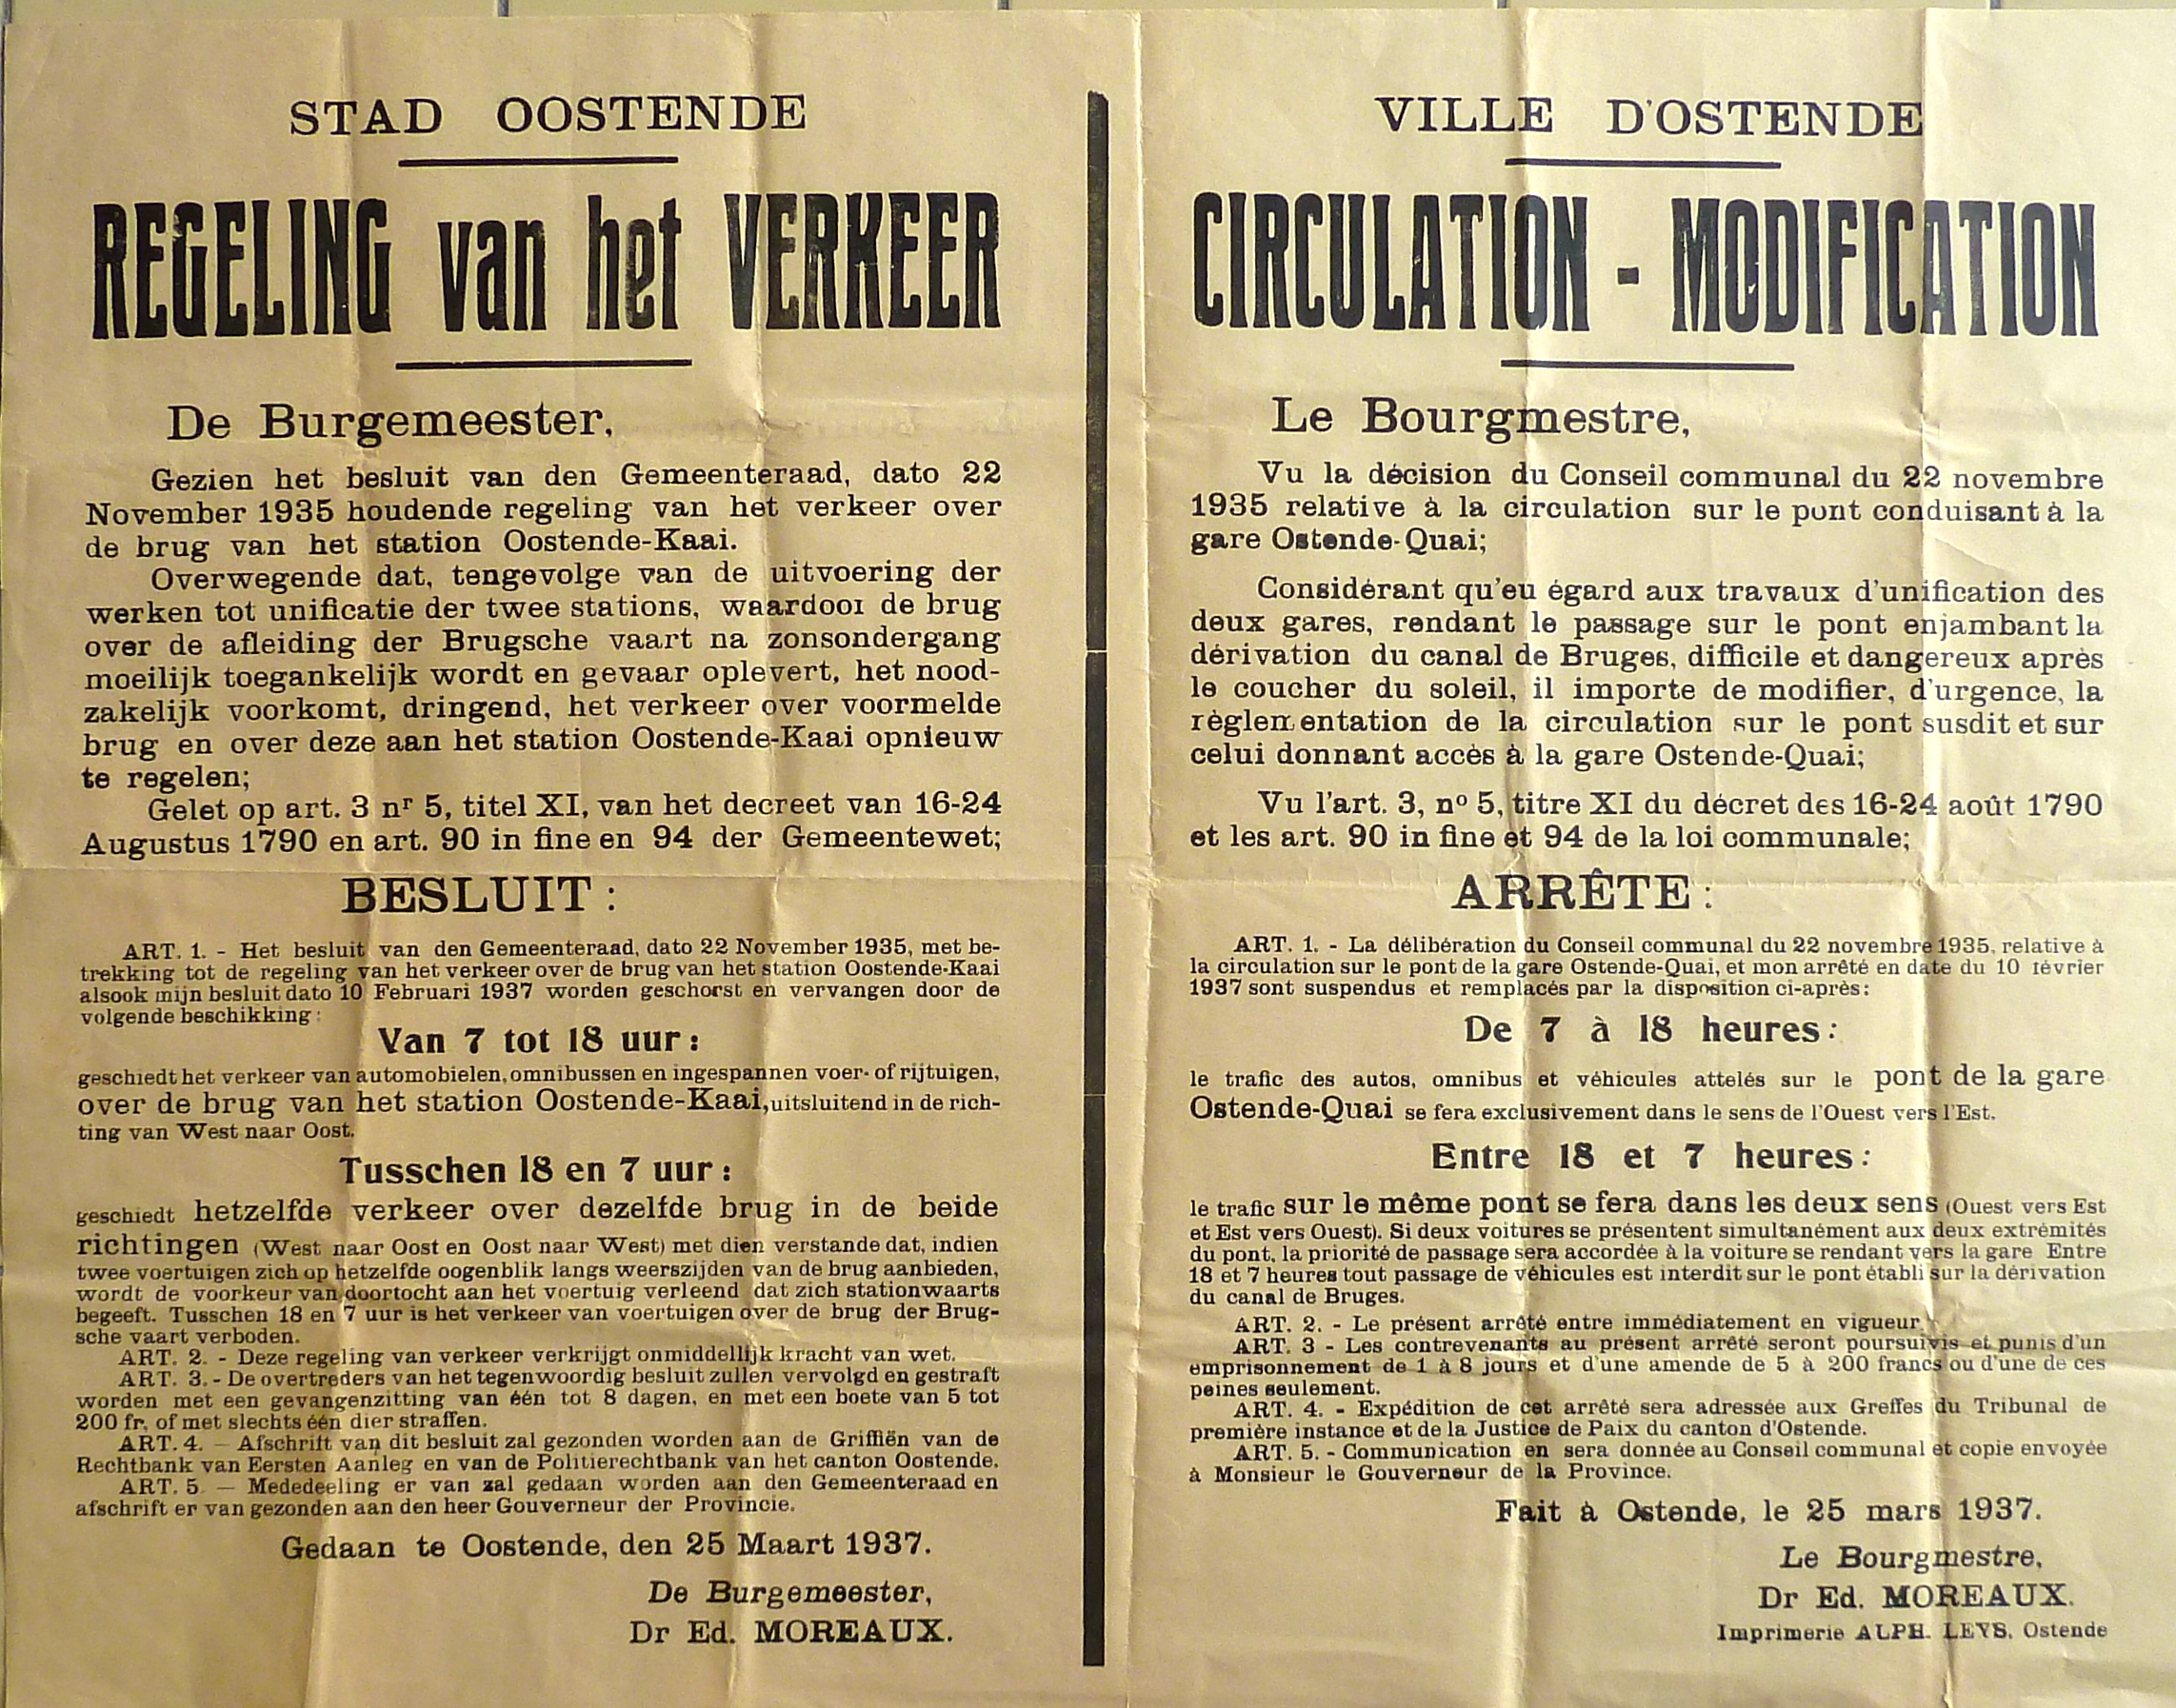 STAD OOSTENDE
REGELING van het VERKEER
De Burgemeester,
Gezien het besluit van den Gemeenteraad, dato 22
November 1935 houdende regeling van het verkeer over
de brug van het station Oostende-Kaai.
Overwegende dat, tengevolge van de uitvoering der
werken tot unificatie der twee stations, waardoor de brug
over de afleiding der Brugsche vaart na zonsondergang
moeilijk toegankelijk wordt en gevaar oplevert, het nood-
zakelijk voorkomt, dringend, het verkeer over voormelde
brug en over deze aan het station Oostende-Kaai opnieuw
te regelen;
Gelet op art. 3 nr 5, titel XI, van het decreet van 16-24
Augustus 1790 en art. 90 in fine en 94 der Gemeentewet;
BESLUIT :
ART. 1. - Het besluit van den Gemeenteraad, dato 22 November 1935, met be-
trekking tot de regeling van het verkeer over de brug van het station Oostende-Kaai
alsook mijn besluit dato 10 Februari 1937 worden geschorst en vervangen door de
volgende beschikking :
Van 7 tot 18 uur :
geschiedt het verkeer van automobielen, omnibussen en ingespannen voer- of rijtuigen,
over de brug van het station Oostende-Kaai, uitsluitend in de rich-
ting van West naar Oost.
Tusschen 18 en 7 uur :
geschiedt hetzelfde verkeer over dezelfde brug in de beide
richtingen (West naar Oost en Oost naar West) met dien verstande dat, indien
twee voertuigen zich op hetzelfde oogenblik langs weerszijden van de brug aanbieden,
wordt de voorkeur van doortocht aan het voertuig verleend dat zich stationwaarts
begeeft. Tusschen 18 en 7 uur is het verkeer van voertuigen over de brug der Brug-
sche vaart verboden.
ART. 2. - Deze regeling van verkeer verkrijgt onmiddellijk kracht van wet.
ART. 3. - De overtreders van het tegenwoordig besluit zullen vervolgd en gestraft
worden met een gevangenzitting van één tot 8 dagen, en met een boete van 5 tot
200 fr, of met slechts één dier straffen.
ART. 4. — Afschrift van dit besluit zal gezonden worden aan de Griffiën van de
Rechtbank van Eersten Aanleg en van de Politierechtbank van het canton Oostende.
ART. 5 — Mededeeling er van zal gedaan worden aan den Gemeenteraad en
afschrift er van gezonden aan den heer Gouverneur der Provincie.
Gedaan te Oostende, den 25 Maart 1937.
De Burgemeester,
Dr Ed. MOREAUX.
VILLE D'OSTENDE
CIRCULATION - MODIFICATION
Le Bourgmestre,
Vu la décision du Conseil communal du 22 novembre
1935 relative à la circulation sur le pont conduisant à la
gare Ostende-Quai;
Considérant qu'eu égard aux travaux d'unification des
deux gares, rendant le passage sur le pont enjambant la
dérivation du canal de Bruges, difficile et dangereux après
le coucher du soleil, il importe de modifier, d'urgence, la
règlementation de la circulation sur le pont susdit et sur
celui donnant accès à la gare Ostende-Quai;
Vu l'art. 3, no 5, titre XI du décret des 16-24 août 1790
et les art. 90 in fine et 94 de la loi communale;
ARRÊTE :
ART. 1. - La délibération du Conseil communal du 22 novembre 1935, relative à
la circulation sur le pont de la gare Ostende-Quai, et mon arrêté en date du 10 février
1937 sont suspendus et remplacés par la disposition ci-après :
De 7 à 18 heures :
le trafic des autos, omnibus et véhicules attelés sur le pont de la gare
Ostende-Quai se fera exclusivement dans le sens de l'Ouest vers l'Est.
Entre 18 et 7 heures :
le trafic sur le même pont se fera dans les deux sens (Ouest vers Est
et Est vers Ouest). Si deux voitures se présentent simultanément aux deux extrémités
du pont, la priorité de passage sera accordée à la voiture se rendant vers la gare Entre
18 et 7 heures tout passage de véhicules est interdit sur le pont établi sur la dérivation
du canal de Bruges.
ART. 2. - Le présent arrêté entre immédiatement en vigueur.
ART. 3 - Les contrevenants au présent arrêté seront poursuivis et punis d'un
emprisonnement de 1 à 8 jours et d'une amende de 5 à 200 francs ou d'une de ces
peines seulement.
ART. 4. - Expédition de cet arrêté sera adressée aux Greffes du Tribunal de
première instance et de la Justice de Paix du canton d'Ostende.
ART. 5. - Communication en sera donnée au Conseil communal et copie envoyée
à Monsieur le Gouverneur de la Province.
Fait à Ostende, le 25 mars 1937.
Le Bourgmestre,
Dr Ed. MOREAUX.
Imprimerie ALPH. LEYS. Ostende